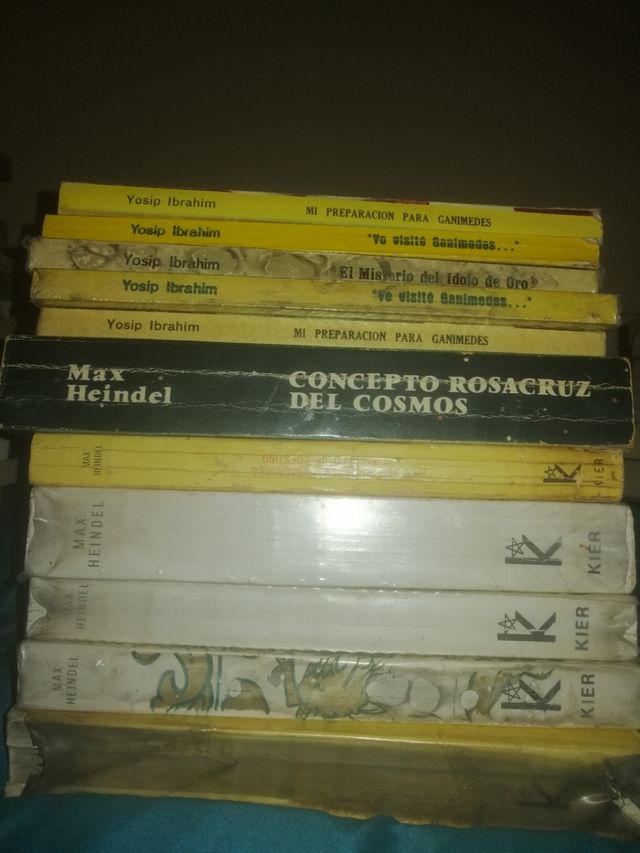 Yosip Ibrahim MI PREPARACION PARA GANIMEDES
Yosip Ibrahim "Yo visité Ganimedes..."
Yosip Ibrahim "El Misterio del Idolo de Oro"
Yosip Ibrahim "Yo visité Ganimedes..."
Yosip Ibrahim MI PREPARACION PARA GANIMEDES
Max Heindel
CONCEPTO ROSACRUZ
DEL COSMOS
MAX
HEINDEL
K KIER
MAX
HEINDEL
K KIER
MAX
HEINDEL
K KIER
MAX
HEINDEL
K KIER
K